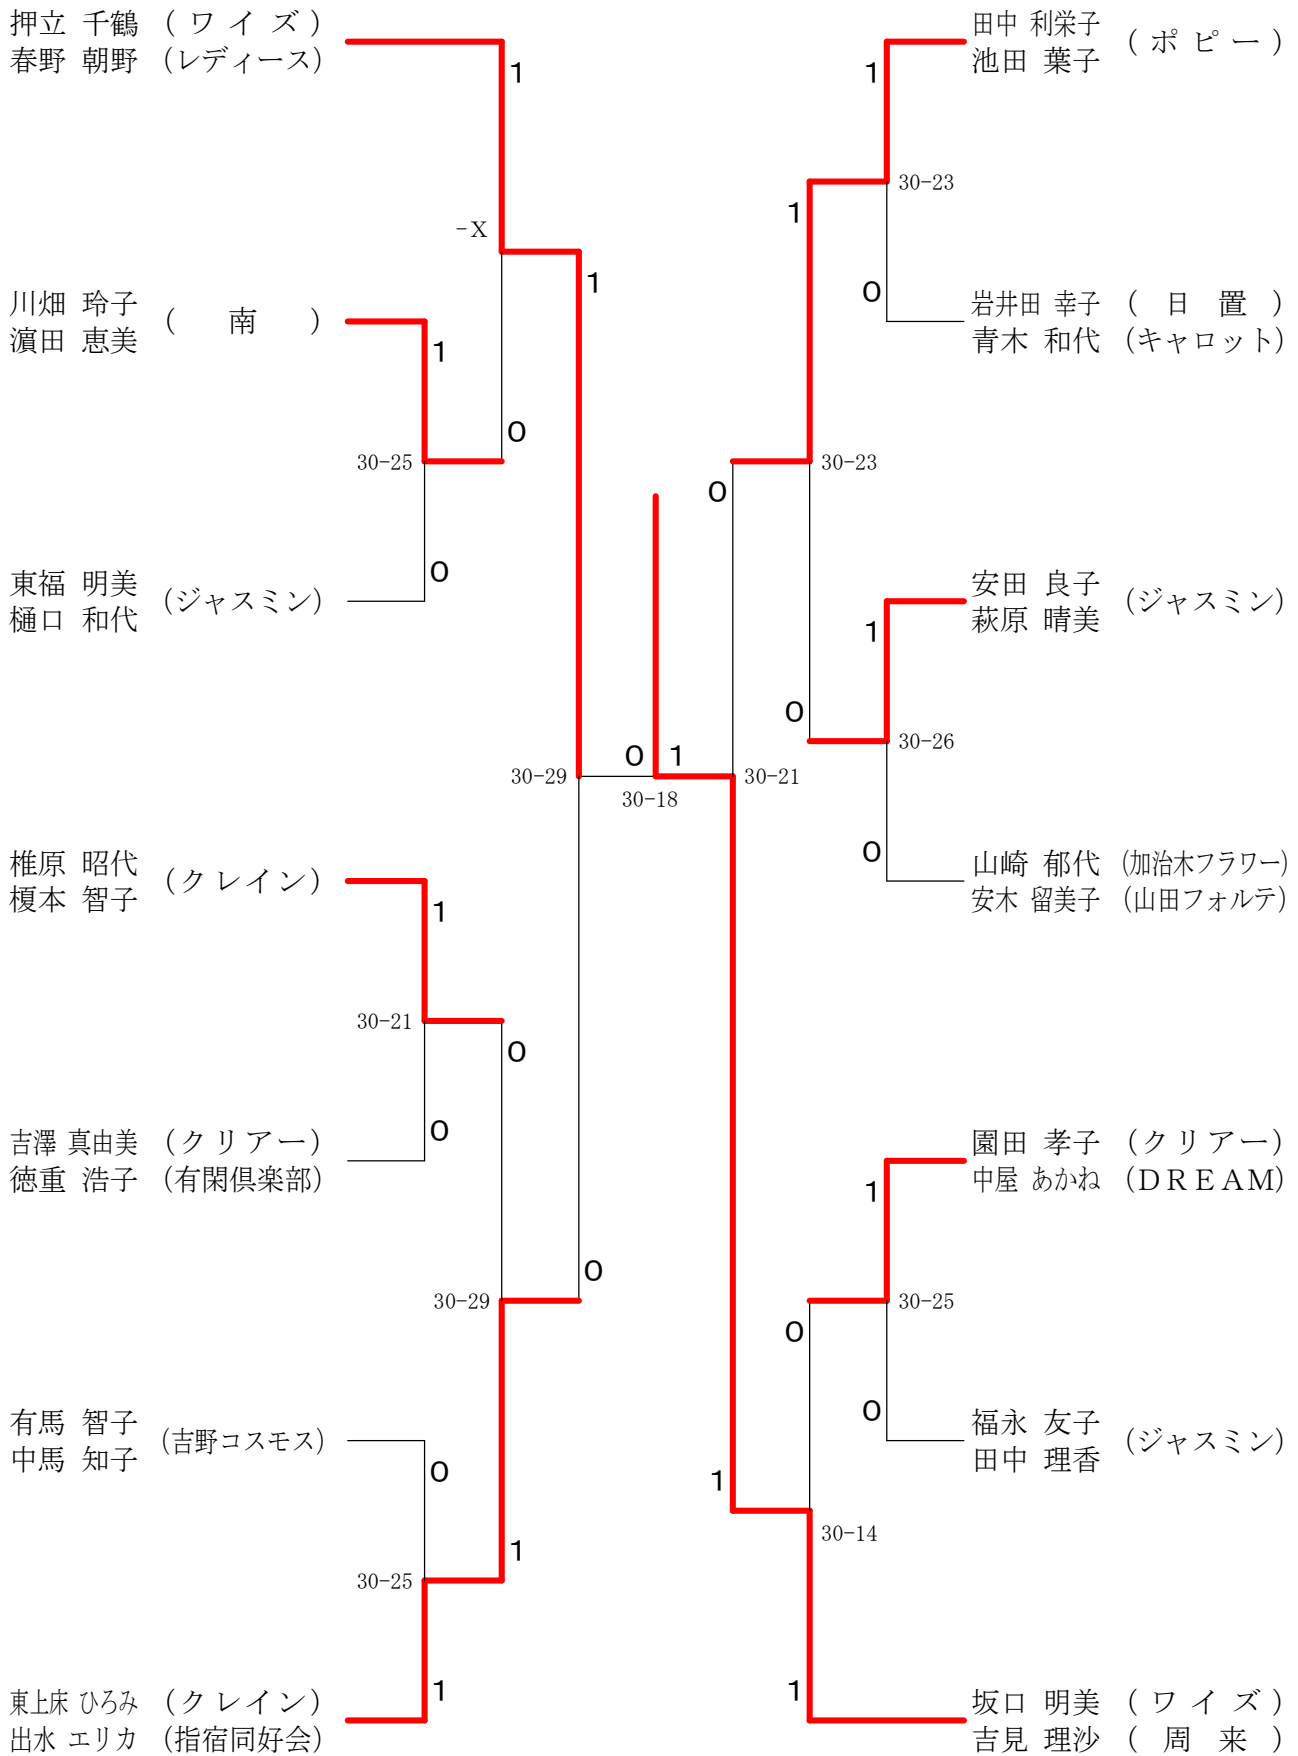 押立 千鶴 (ワイズ)
春野 朝野 (レディース)
1
-X
川畑 玲子
濵田 恵美
(南)
1
0
30-25
0
東福 明美
樋口 和代
(ジャスミン)
1
30-29
椎原 昭代
榎本 智子
(クレイン)
1
30-21
0
0
吉澤 真由美 (クリアー)
徳重 浩子 (有閑倶楽部)
0
30-29
有馬 智子
中馬 知子
(吉野コスモス)
0
1
30-25
1
東上床 ひろみ (クレイン)
出水 エリカ (指宿同好会)
0
1
30-18
田中 利栄子
池田 葉子
(ポピー)
1
30-23
1
0
岩井田 幸子 (日置)
青木 和代 (キャロット)
0
30-23
安田 良子
萩原 晴美
(ジャスミン)
1
0
30-26
30-21
0
山崎 郁代 (加治木フラワー)
安木 留美子 (山田フォルテ)
園田 孝子 (クリアー)
中屋 あかね (DREAM)
1
30-25
0
0
福永 友子
田中 理香
(ジャスミン)
1
30-14
1
坂口 明美 (ワイズ)
吉見 理沙 (周来)